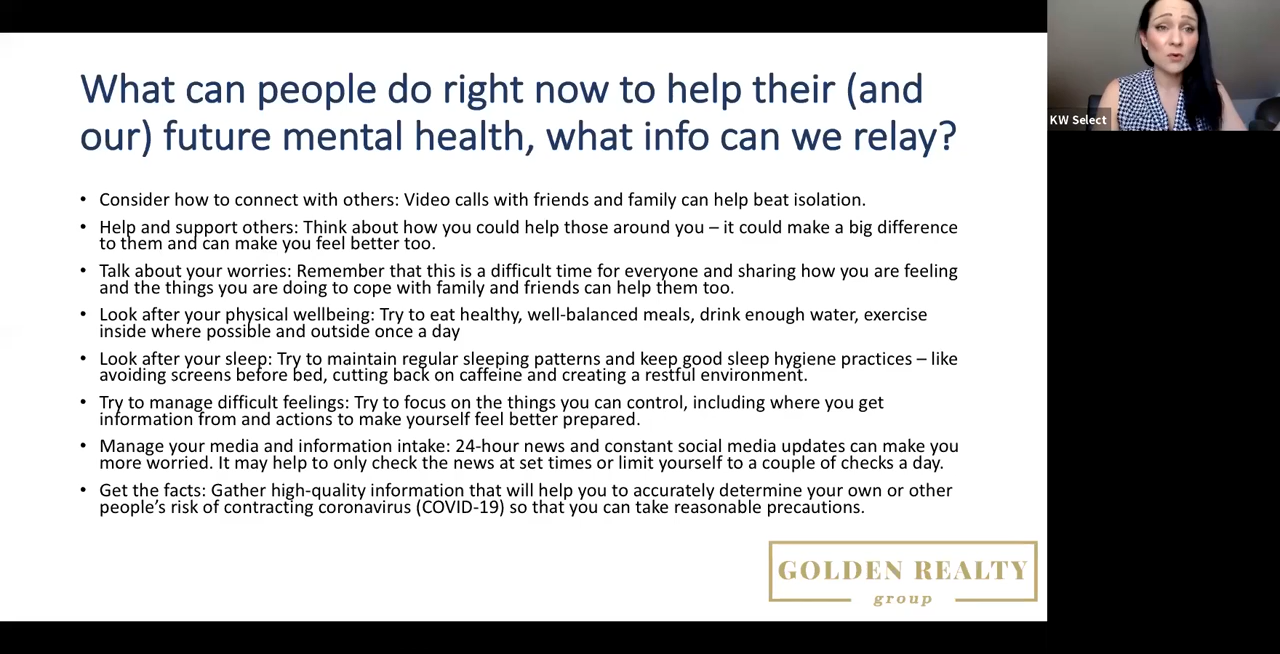 What can people do right now to help their (and
our) future mental health, what info can we relay?
• Consider how to connect with others: Video calls with friends and family can help beat isolation.
• Help and support others: Think about how you could help those around you – it could make a big difference
to them and can make you feel better too.
• Talk about your worries: Remember that this is a difficult time for everyone and sharing how you are feeling
and the things you are doing to cope with family and friends can help them too.
• Look after your physical wellbeing: Try to eat healthy, well-balanced meals, drink enough water, exercise
inside where possible and outside once a day
• Look after your sleep: Try to maintain regular sleeping patterns and keep good sleep hygiene practices – like
avoiding screens before bed, cutting back on caffeine and creating a restful environment.
• Try to manage difficult feelings: Try to focus on the things you can control, including where you get
information from and actions to make yourself feel better prepared.
• Manage your media and information intake: 24-hour news and constant social media updates can make you
more worried. It may help to only check the news at set times or limit yourself to a couple of checks a day.
• Get the facts: Gather high-quality information that will help you to accurately determine your own or other
people’s risk of contracting coronavirus (COVID-19) so that you can take reasonable precautions.
GOLDEN REALTY
group
KW Select